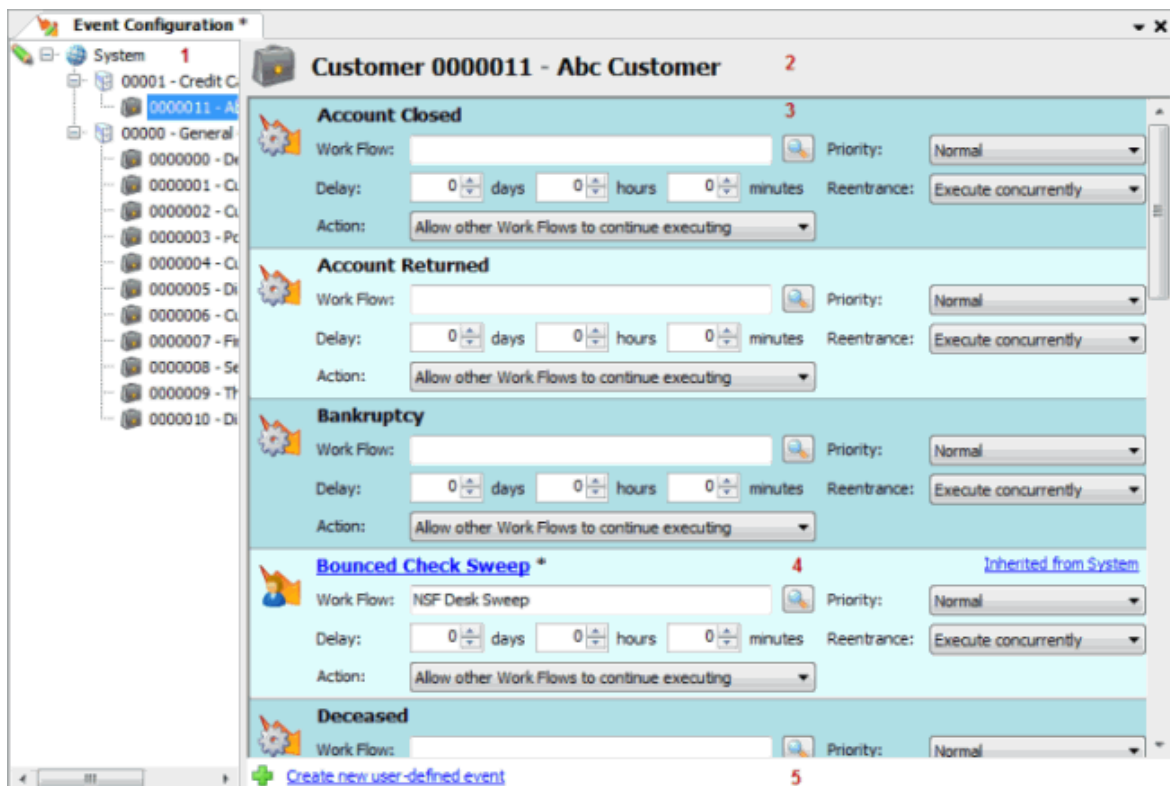 Event Configuration *
System 1
00001 - Credit C
0000011 - A
00000 - General
0000000 - De
0000001 - Cu
0000002 - Cu
0000003 - Po
0000004 - Cu
0000005 - Di
0000006 - Cu
0000007 - Fir
0000008 - Se
0000009 - Th
0000010 - Di
Customer 0000011 - Abc Customer 2
Account Closed 3
Work Flow: Priority: Normal
Delay: 0 days 0 hours 0 minutes Reentrance: Execute concurrently
Action: Allow other Work Flows to continue executing
Account Returned
Work Flow: Priority: Normal
Delay: 0 days 0 hours 0 minutes Reentrance: Execute concurrently
Action: Allow other Work Flows to continue executing
Bankruptcy
Work Flow: Priority: Normal
Delay: 0 days 0 hours 0 minutes Reentrance: Execute concurrently
Action: Allow other Work Flows to continue executing
Bounced Check Sweep * 4 Inherited from System
Work Flow: NSF Desk Sweep Priority: Normal
Delay: 0 days 0 hours 0 minutes Reentrance: Execute concurrently
Action: Allow other Work Flows to continue executing
Deceased
Work Flow: Priority: Normal
Create new user-defined event 5